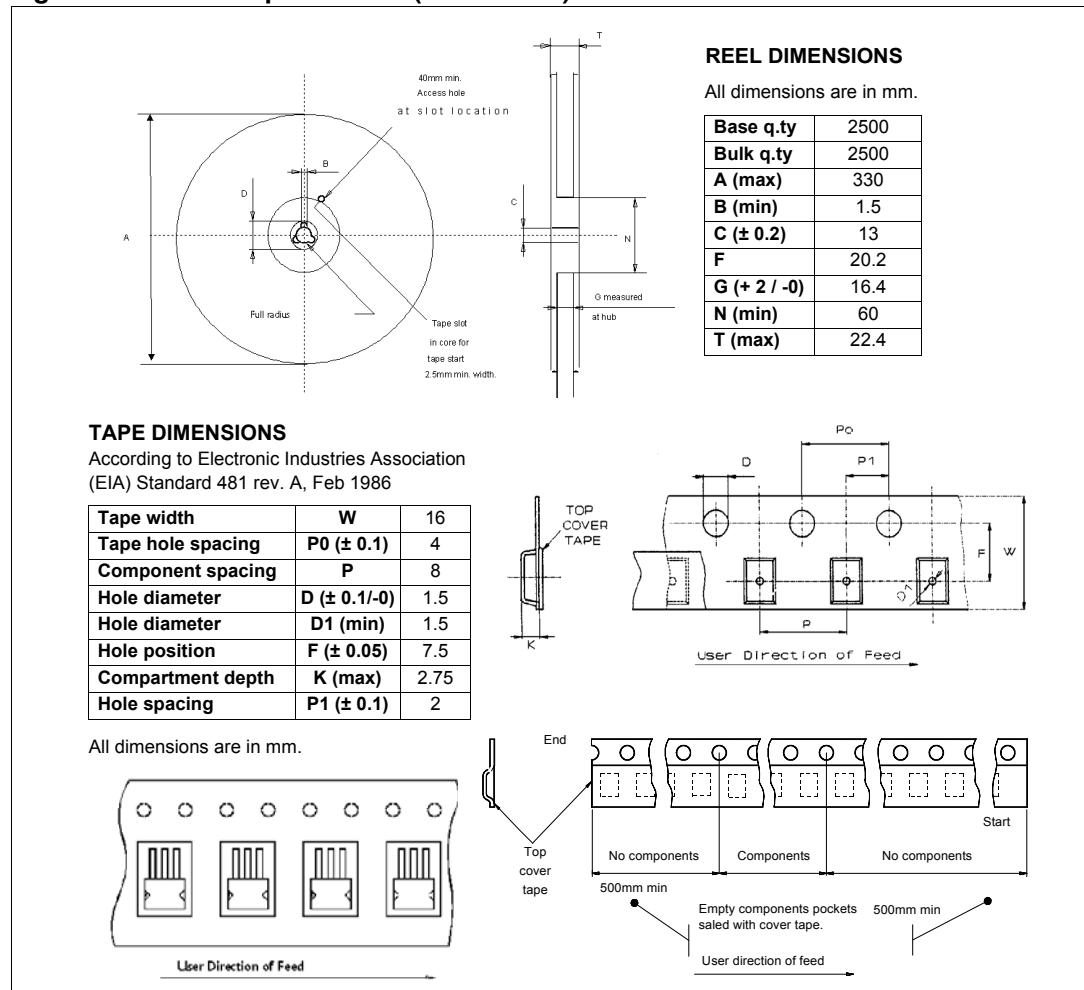 REEL DIMENSIONS
All dimensions are in mm.
Base q.ty 2500
Bulk q.ty 2500
A (max) 330
B (min) 1.5
C (± 0.2) 13
F 20.2
G (+ 2 / -0) 16.4
N (min) 60
T (max) 22.4
T
40mm min.
Access hole
at slot location
B
D
C
A
N
G measured
at hub
Full radius
Tape slot
in core for
tape start
2.5mm min. width.
TAPE DIMENSIONS
According to Electronic Industries Association
(EIA) Standard 481 rev. A, Feb 1986
Tape width W 16
Tape hole spacing P0 (± 0.1) 4
Component spacing P 8
Hole diameter D (± 0.1/-0) 1.5
Hole diameter D1 (min) 1.5
Hole position F (± 0.05) 7.5
Compartment depth K (max) 2.75
Hole spacing P1 (± 0.1) 2
All dimensions are in mm.
Po
D
P1
TOP
COVER
TAPE
F
W
D1
K
P
User Direction of Feed
End
Start
Top
cover
tape
No components
Components
No components
500mm min
Empty components pockets
saled with cover tape.
500mm min
User direction of feed
User Direction of Feed